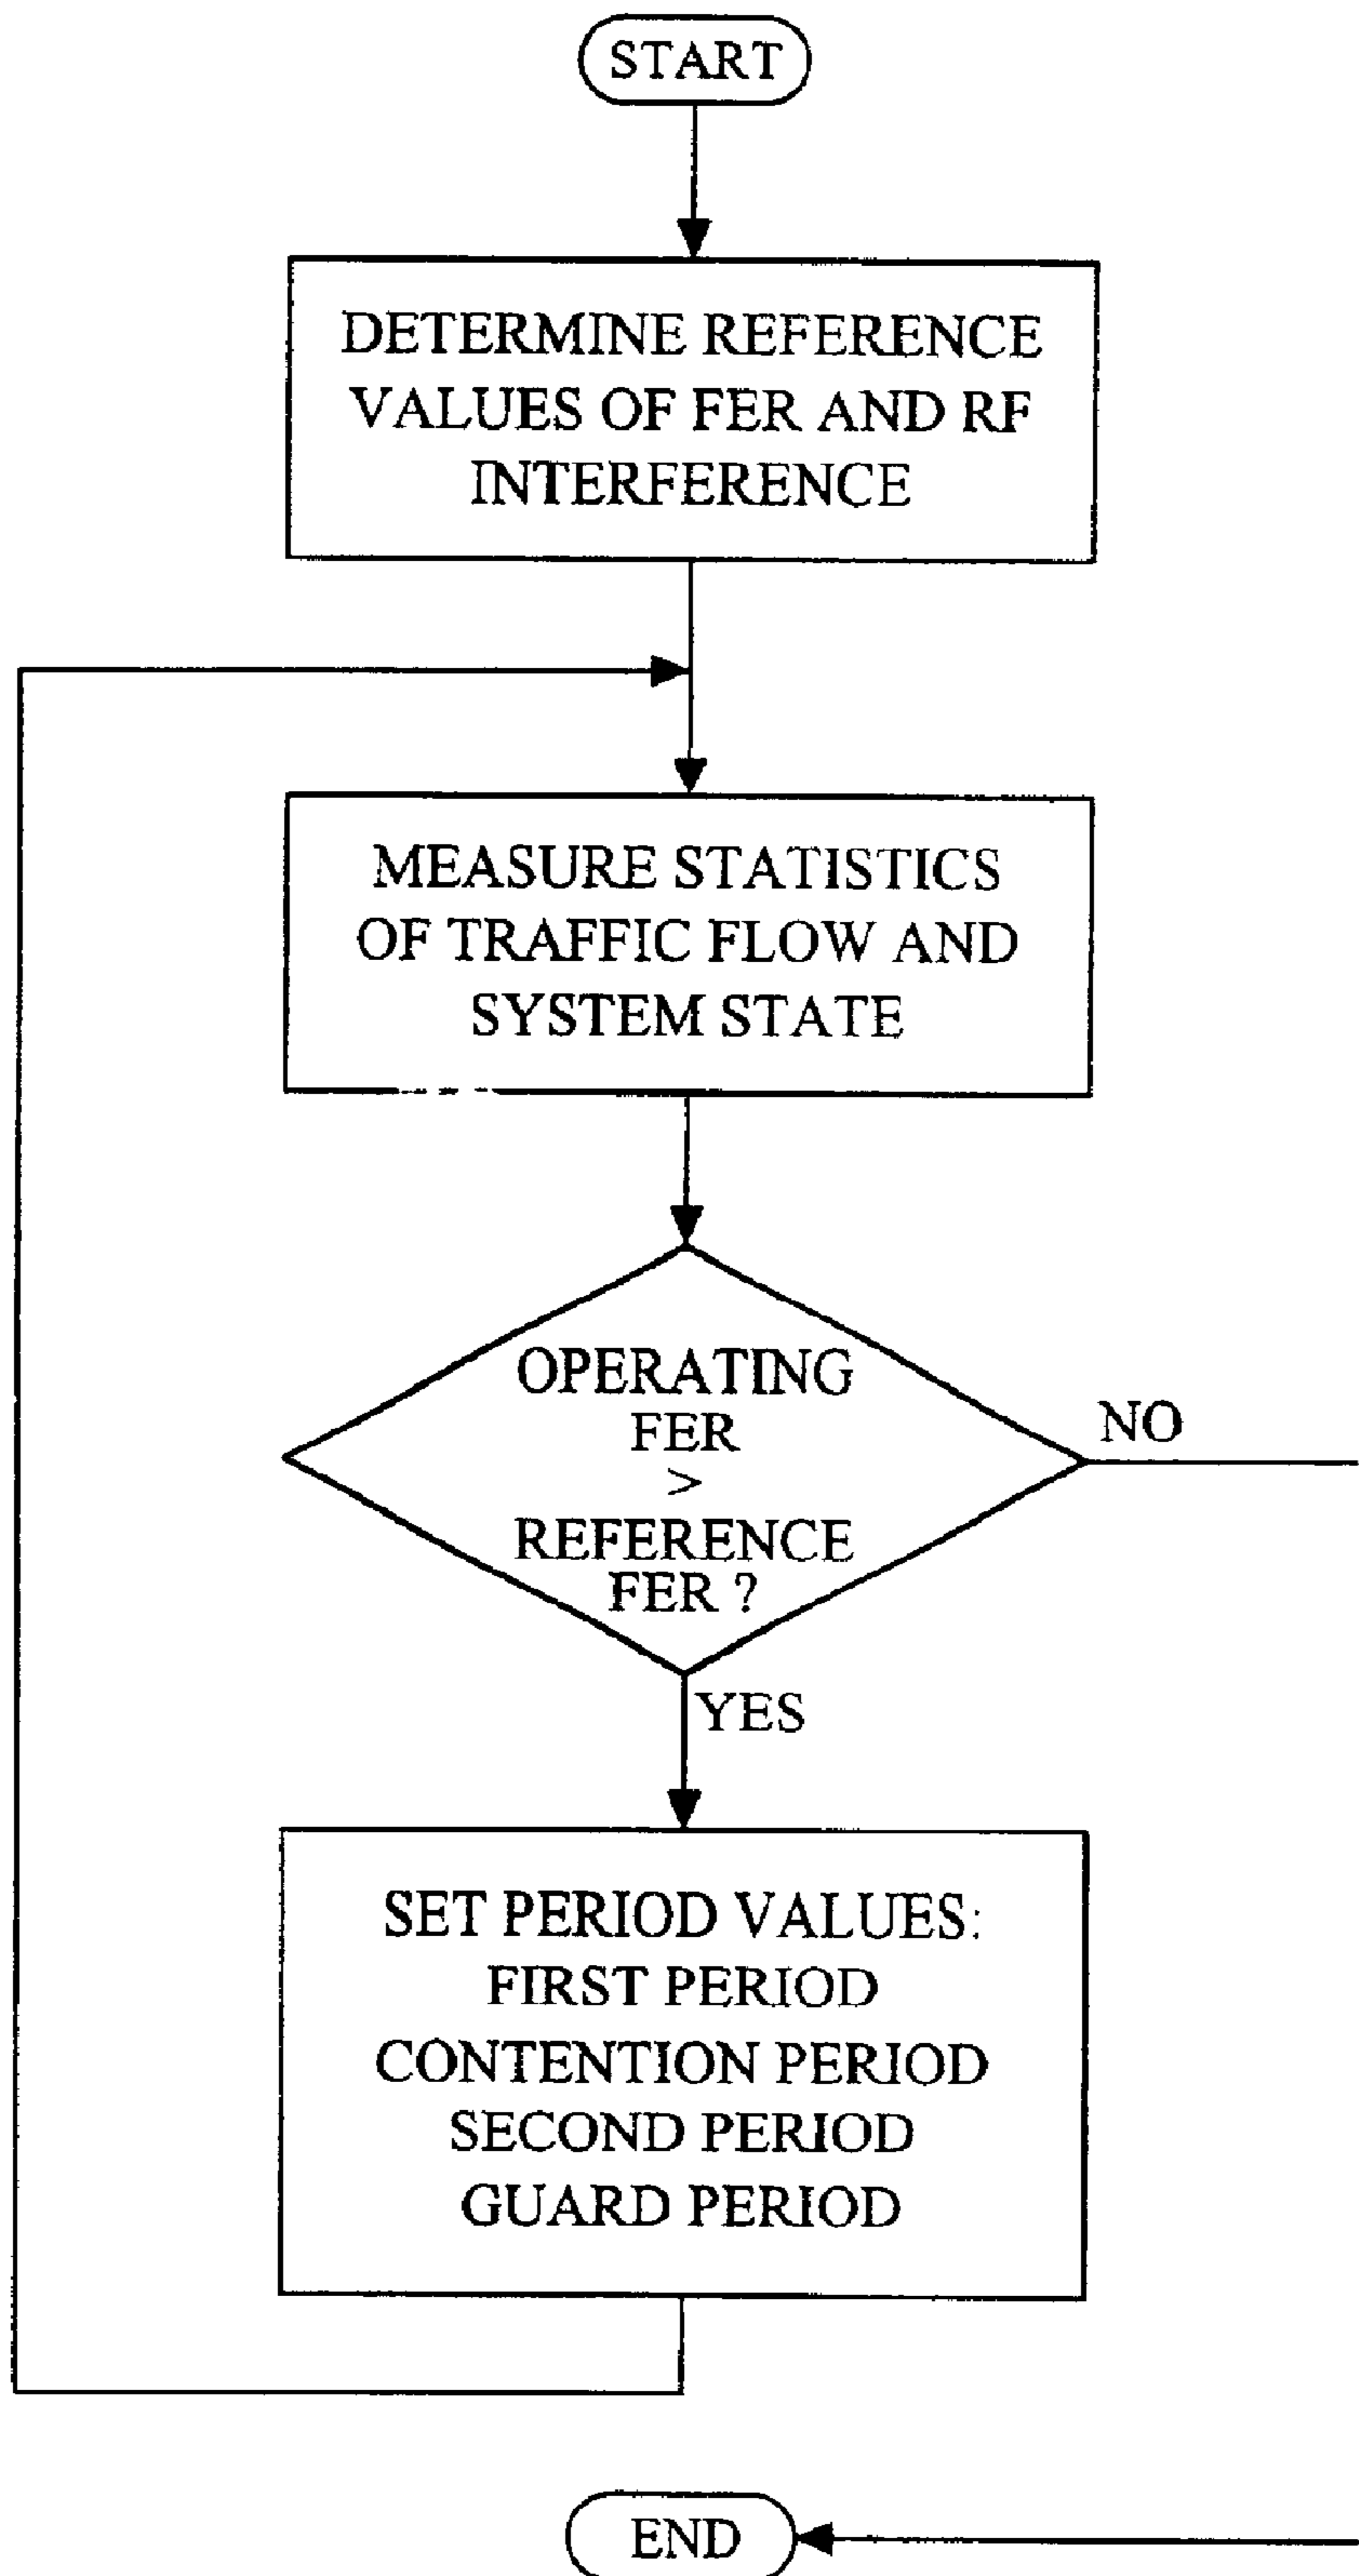 START
DETERMINE REFERENCE
VALUES OF FER AND RF
INTERFERENCE
MEASURE STATISTICS
OF TRAFFIC FLOW AND
SYSTEM STATE
OPERATING
FER
>
REFERENCE
FER ?
NO
YES
SET PERIOD VALUES:
FIRST PERIOD
CONTENTION PERIOD
SECOND PERIOD
GUARD PERIOD
END